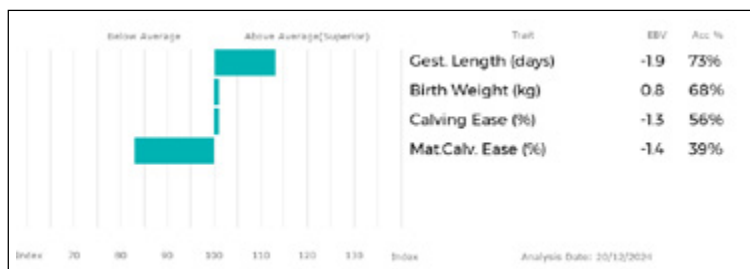 Below Average Above Average(Superior) Trait EBV Acc %
Gest. Length (days) -1.9 73%
Birth Weight (kg) 0.8 68%
Calving Ease (%) -1.3 56%
Mat.Calv. Ease (%) -1.4 39%
Index 70 80 90 100 110 120 130 Index Analysis Date: 20/12/2024